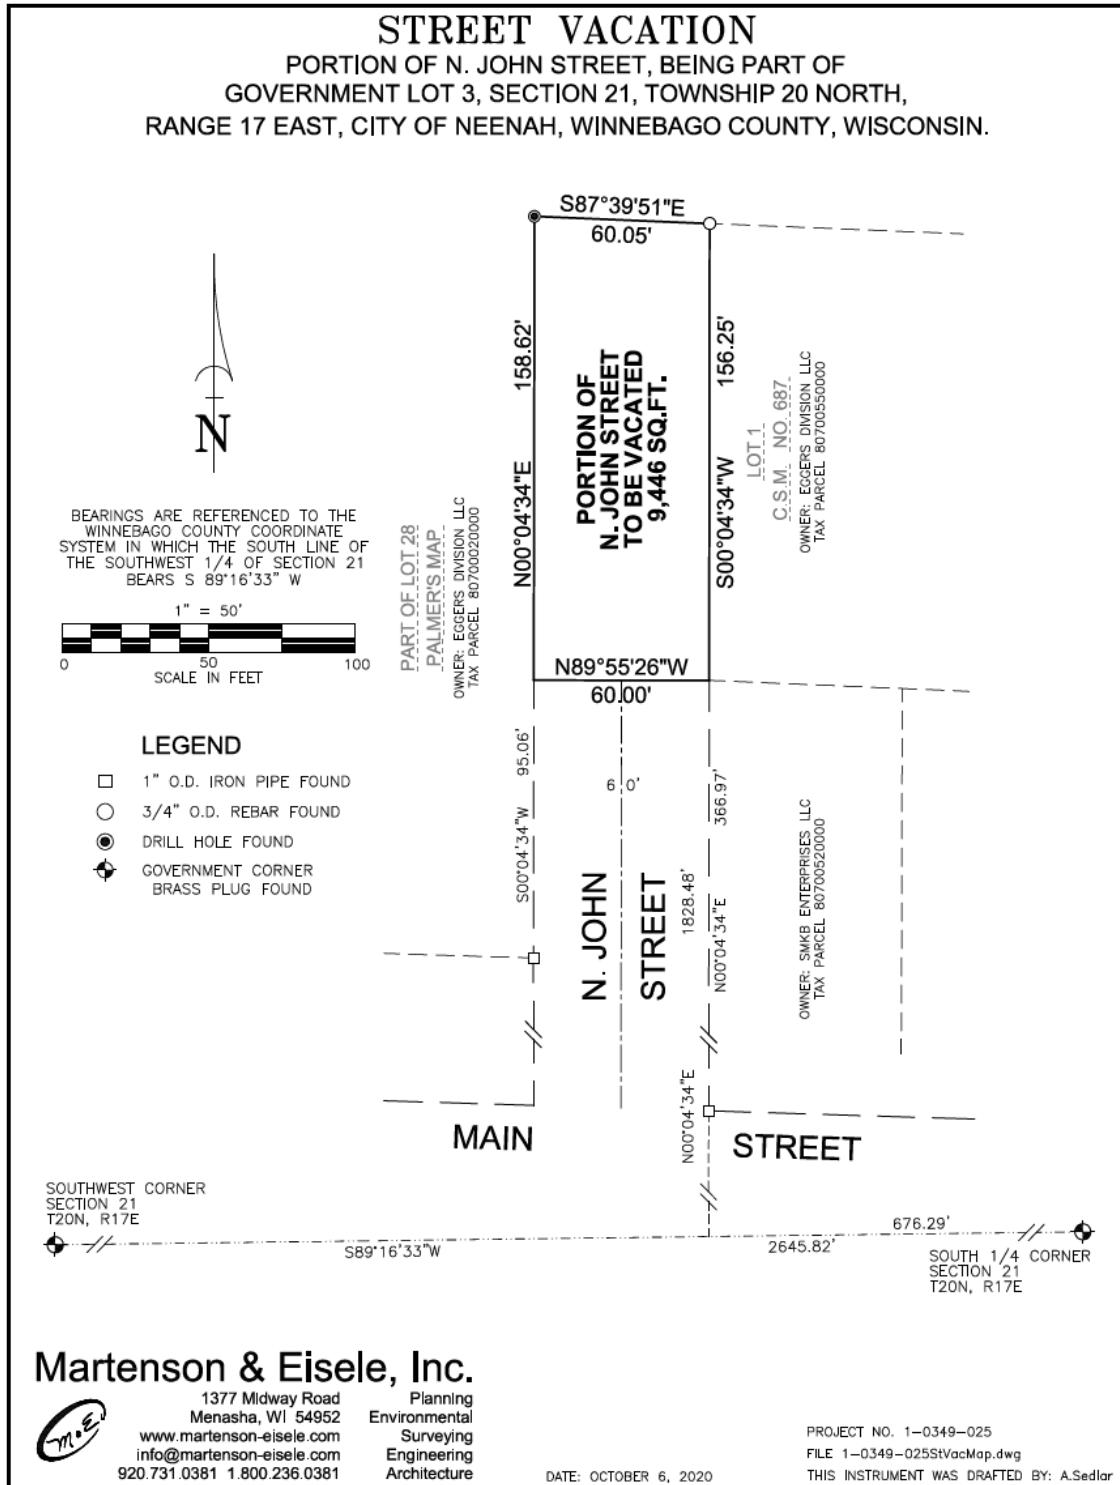 STREET VACATION
PORTION OF N. JOHN STREET, BEING PART OF
GOVERNMENT LOT 3, SECTION 21, TOWNSHIP 20 NORTH,
RANGE 17 EAST, CITY OF NEENAH, WINNEBAGO COUNTY, WISCONSIN.
S87°39'51"E
60.05'
158.62'
N00°04'34"E
PORTION OF
N. JOHN STREET
TO BE VACATED
9,446 SQ.FT.
156.25'
S00°04'34"W
LOT 1
C.S.M. NO. 687
OWNER: EGGERS DIVISION LLC
TAX PARCEL 80700550000
N
BEARINGS ARE REFERENCED TO THE
WINNEBAGO COUNTY COORDINATE
SYSTEM IN WHICH THE SOUTH LINE OF
THE SOUTHWEST 1/4 OF SECTION 21
BEARS S 89°16'33" W
1" = 50'
0 50 100
SCALE IN FEET
PART OF LOT 28
PALMER'S MAP
OWNER: EGGERS DIVISION LLC
TAX PARCEL 80700020000
N89°55'26"W
60.00'
LEGEND
1" O.D. IRON PIPE FOUND
3/4" O.D. REBAR FOUND
DRILL HOLE FOUND
GOVERNMENT CORNER
BRASS PLUG FOUND
95.06'
S00°04'34"W
60'
N. JOHN
STREET
1828.48'
366.97'
N00°04'34"E
OWNER: SMKB ENTERPRISES LLC
TAX PARCEL 80700520000
N00°04'34"E
MAIN STREET
SOUTHWEST CORNER
SECTION 21
T20N, R17E
S89°16'33"W
676.29'
2645.82'
SOUTH 1/4 CORNER
SECTION 21
T20N, R17E
Martenson & Eisele, Inc.
M&E
1377 Midway Road Planning
Menasha, WI 54952 Environmental
www.martenson-eisele.com Surveying
info@martenson-eisele.com Engineering
920.731.0381 1.800.236.0381 Architecture
DATE: OCTOBER 6, 2020
PROJECT NO. 1-0349-025
FILE 1-0349-025StVacMap.dwg
THIS INSTRUMENT WAS DRAFTED BY: A.Sedlar